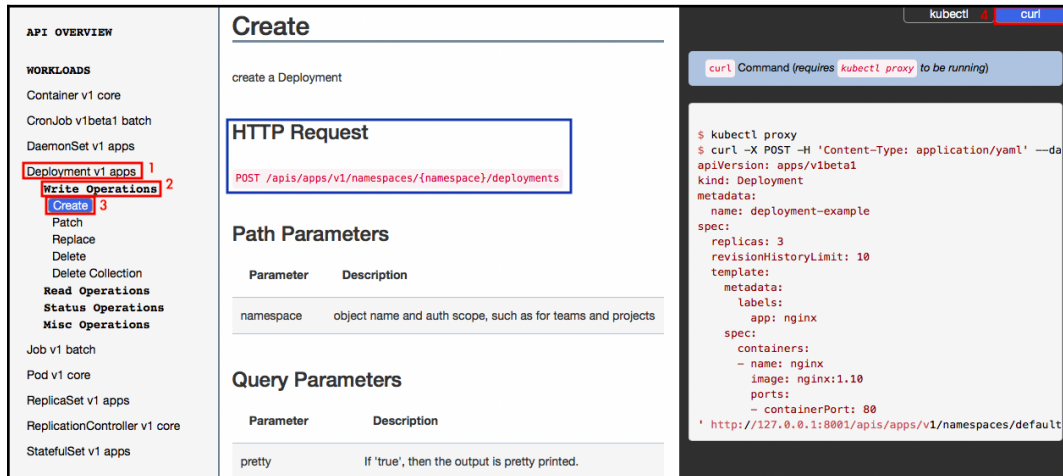 API OVERVIEW
WORKLOADS
Container v1 core
CronJob v1beta1 batch
DaemonSet v1 apps
Deployment v1 apps 1
Write Operations 2
Create 3
Patch
Replace
Delete
Delete Collection
Read Operations
Status Operations
Misc Operations
Job v1 batch
Pod v1 core
ReplicaSet v1 apps
ReplicationController v1 core
StatefulSet v1 apps
Create
create a Deployment
HTTP Request
POST /apis/apps/v1/namespaces/{namespace}/deployments
Path Parameters
Parameter Description
namespace object name and auth scope, such as for teams and projects
Query Parameters
Parameter Description
pretty If 'true', then the output is pretty printed.
kubectl 4 curl
curl Command (requires kubectl proxy to be running)
$ kubectl proxy
$ curl -X POST -H 'Content-Type: application/yaml' --da
apiVersion: apps/v1beta1
kind: Deployment
metadata:
  name: deployment-example
spec:
  replicas: 3
  revisionHistoryLimit: 10
  template:
    metadata:
      labels:
        app: nginx
    spec:
      containers:
      - name: nginx
        image: nginx:1.10
        ports:
        - containerPort: 80
' http://127.0.0.1:8001/apis/apps/v1/namespaces/default